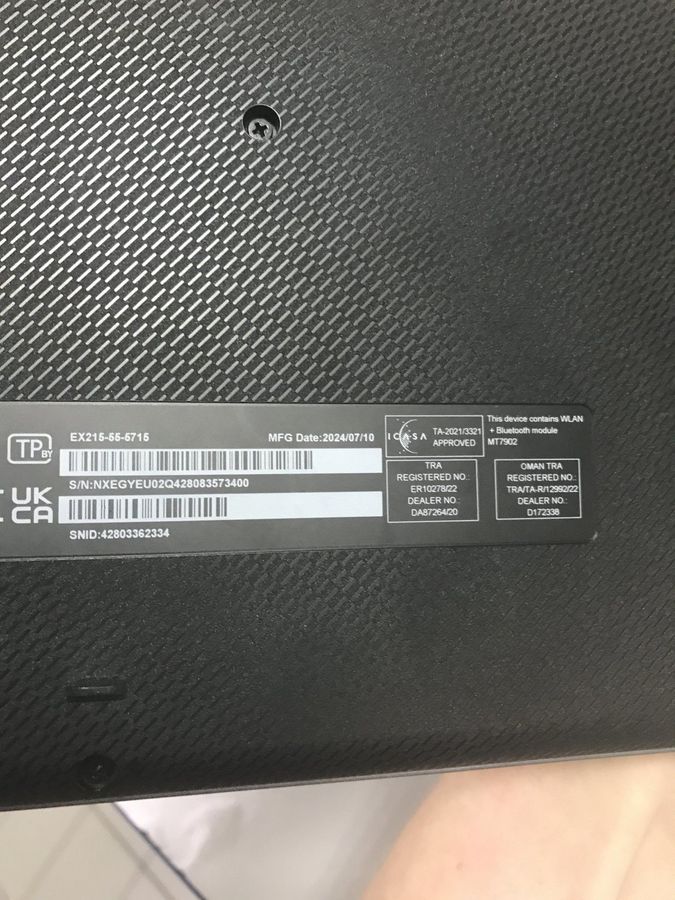 TP
BY
UK
CA
EX215-55-5715
MFG Date:2024/07/10
S/N:NXEGYEU02Q428083573400
SNID:42803362334
ICASA
TA-2021/3321
APPROVED
This device contains WLAN
+ Bluetooth module
MT7902
TRA
REGISTERED NO.:
ER10278/22
DEALER NO.:
DA87264/20
OMAN TRA
REGISTERED NO.:
TRA/TA-R/12992/22
DEALER NO.:
D172338